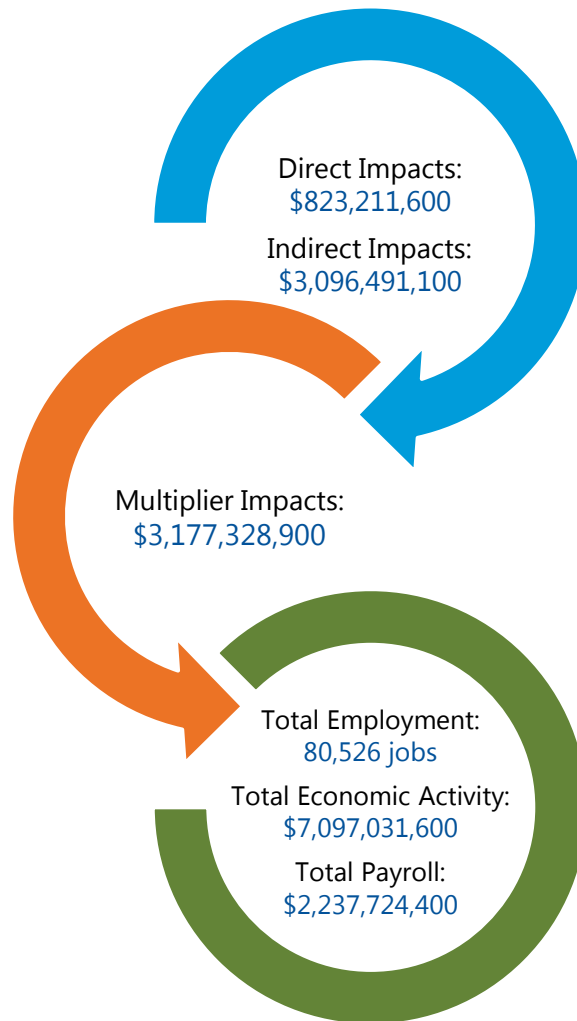 Direct Impacts:
$823,211,600
Indirect Impacts:
$3,096,491,100
Multiplier Impacts:
$3,177,328,900
Total Employment:
80,526 jobs
Total Economic Activity:
$7,097,031,600
Total Payroll:
$2,237,724,400